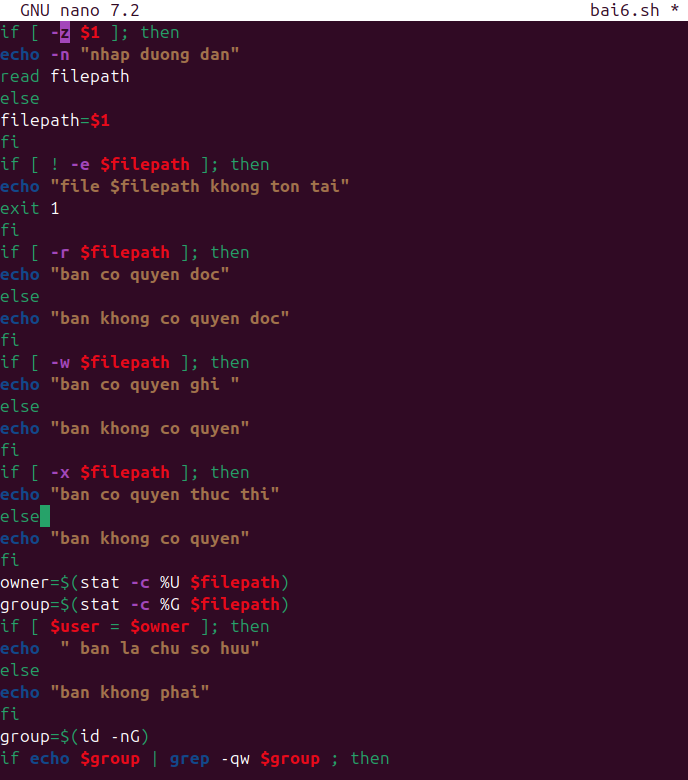 GNU nano 7.2 bai6.sh *
if [ -z $1 ]; then
echo -n "nhap duong dan"
read filepath
else
filepath=$1
fi
if [ ! -e $filepath ]; then
echo "file $filepath khong ton tai"
exit 1
fi
if [ -r $filepath ]; then
echo "ban co quyen doc"
else
echo "ban khong co quyen doc"
fi
if [ -w $filepath ]; then
echo "ban co quyen ghi "
else
echo "ban khong co quyen"
fi
if [ -x $filepath ]; then
echo "ban co quyen thuc thi"
else
echo "ban khong co quyen"
fi
owner=$(stat -c %U $filepath)
group=$(stat -c %G $filepath)
if [ $user = $owner ]; then
echo  " ban la chu so huu"
else
echo "ban khong phai"
fi
group=$(id -nG)
if echo $group | grep -qw $group ; then